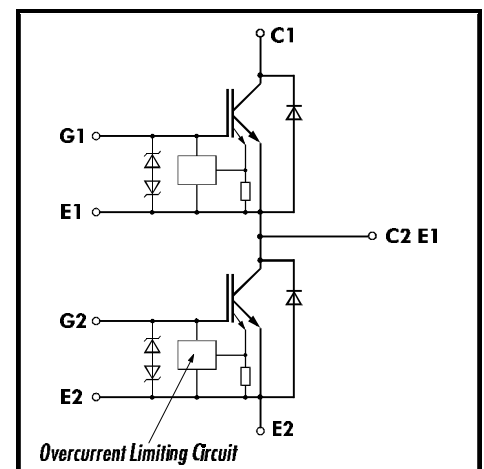 C1
G1
E1
C2 E1
G2
E2
E2
Overcurrent Limiting Circuit